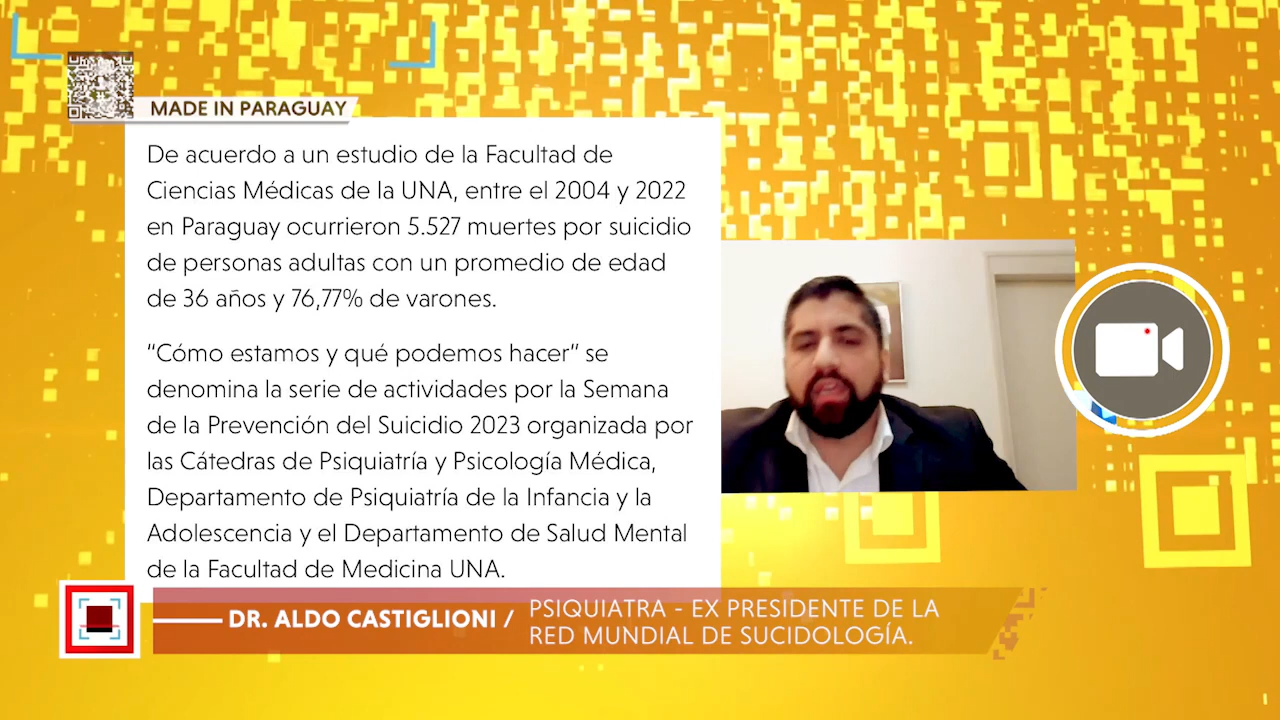 MADE IN PARAGUAY
De acuerdo a un estudio de la Facultad de
Ciencias Médicas de la UNA, entre el 2004 y 2022
en Paraguay ocurrieron 5.527 muertes por suicidio
de personas adultas con un promedio de edad
de 36 años y 76,77% de varones.
“Cómo estamos y qué podemos hacer” se
denomina la serie de actividades por la Semana
de la Prevención del Suicidio 2023 organizada por
las Cátedras de Psiquiatría y Psicología Médica,
Departamento de Psiquiatría de la Infancia y la
Adolescencia y el Departamento de Salud Mental
de la Facultad de Medicina UNA.
DR. ALDO CASTIGLIONI /
PSIQUIATRA - EX PRESIDENTE DE LA
RED MUNDIAL DE SUCIDOLOGÍA.